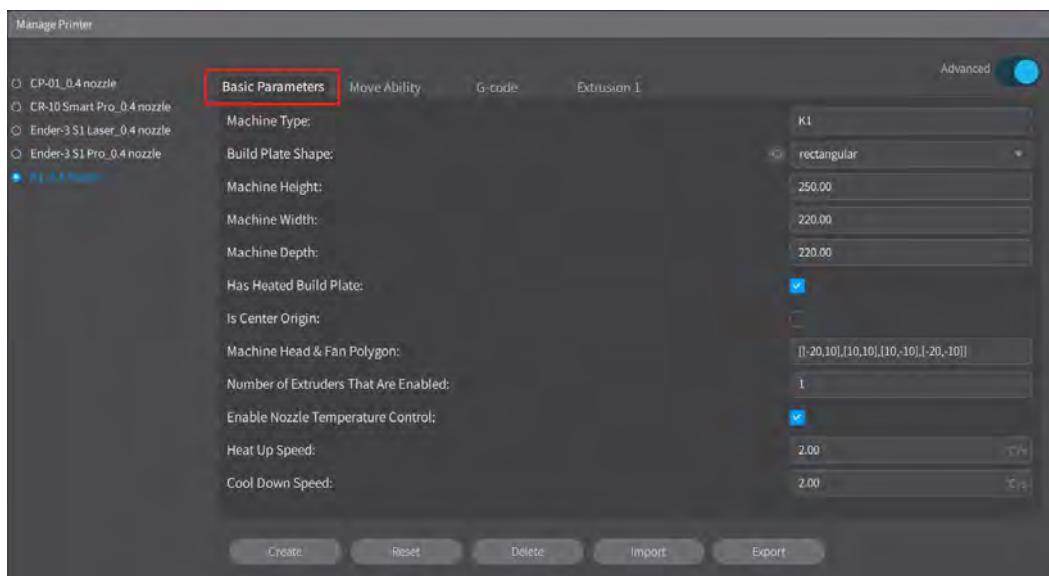 Manage Printer
Advanced
CP-01_0.4 nozzle
CR-10 Smart Pro_0.4 nozzle
Ender-3 S1 Laser_0.4 nozzle
Ender-3 S1 Pro_0.4 nozzle
Basic Parameters Move Ability G-code Extrusion 1
Machine Type: K1
Build Plate Shape: rectangular
Machine Height: 250.00
Machine Width: 220.00
Machine Depth: 220.00
Has Heated Build Plate:
Is Center Origin:
Machine Head & Fan Polygon: [[-20,10],[10,10],[10,-10],[-20,-10]]
Number of Extruders That Are Enabled: 1
Enable Nozzle Temperature Control:
Heat Up Speed: 2.00 °C/s
Cool Down Speed: 2.00 °C/s
Create Reset Delete Import Export